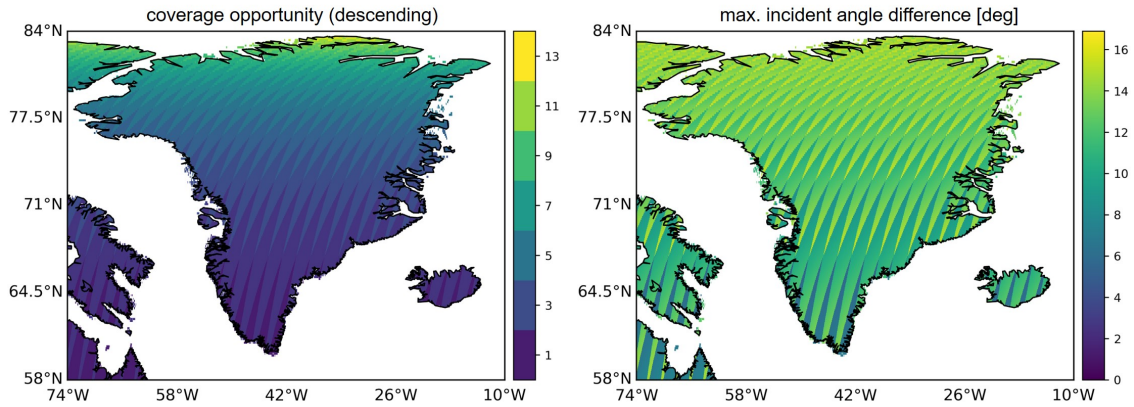 coverage opportunity (descending)
84°N
77.5°N
71°N
64.5°N
58°N
74°W
58°W
42°W
26°W
10°W
13
11
9
7
5
3
1
max. incident angle difference [deg]
84°N
77.5°N
71°N
64.5°N
58°N
74°W
58°W
42°W
26°W
10°W
16
14
12
10
8
6
4
2
0